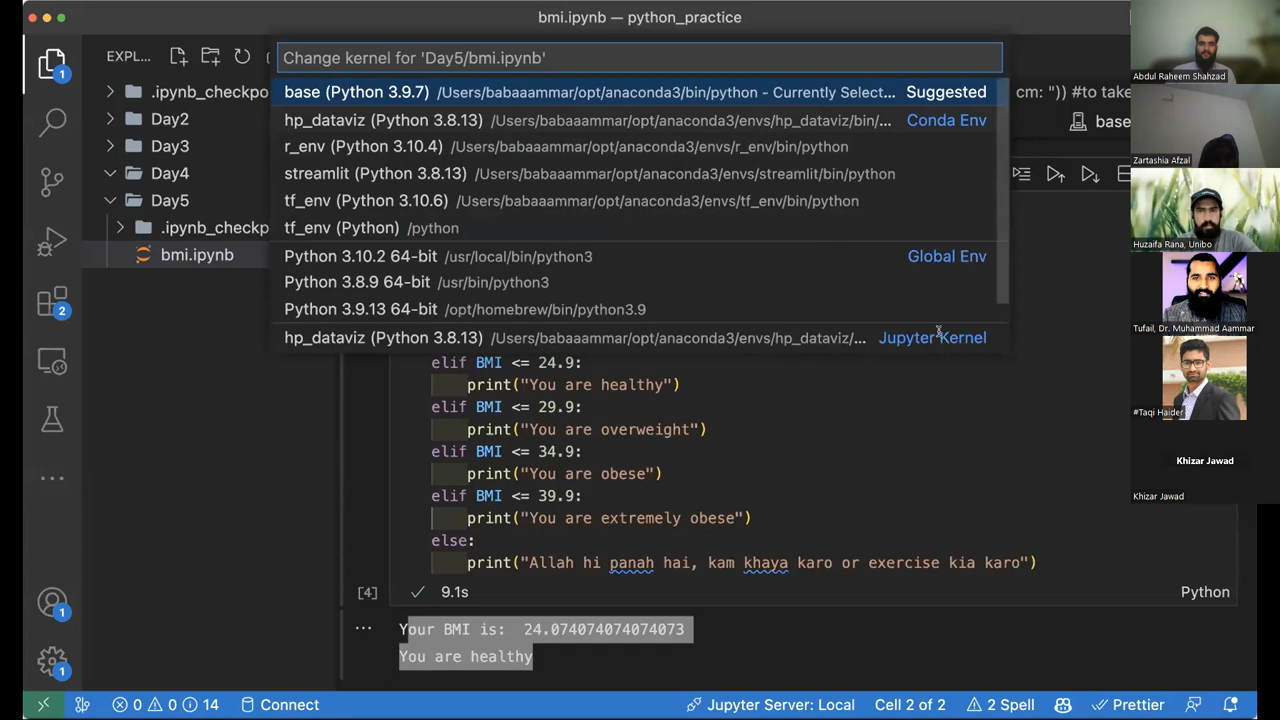 bmi.ipynb — python_practice
EXPL...
Change kernel for 'Day5/bmi.ipynb'
base (Python 3.9.7) /Users/babaaammar/opt/anaconda3/bin/python - Currently Select... Suggested
hp_dataviz (Python 3.8.13) /Users/babaaammar/opt/anaconda3/envs/hp_dataviz/bin/... Conda Env
r_env (Python 3.10.4) /Users/babaaammar/opt/anaconda3/envs/r_env/bin/python
streamlit (Python 3.8.13) /Users/babaaammar/opt/anaconda3/envs/streamlit/bin/python
tf_env (Python 3.10.6) /Users/babaaammar/opt/anaconda3/envs/tf_env/bin/python
tf_env (Python) /python
Python 3.10.2 64-bit /usr/local/bin/python3 Global Env
Python 3.8.9 64-bit /usr/bin/python3
Python 3.9.13 64-bit /opt/homebrew/bin/python3.9
hp_dataviz (Python 3.8.13) /Users/babaaammar/opt/anaconda3/envs/hp_dataviz/... Jupyter Kernel
.ipynb_checkpo
Day2
Day3
Day4
Day5
.ipynb_checkp
bmi.ipynb
1
2
1
1
cm: ")) #to take
base
elif BMI <= 24.9:
print("You are healthy")
elif BMI <= 29.9:
print("You are overweight")
elif BMI <= 34.9:
print("You are obese")
elif BMI <= 39.9:
print("You are extremely obese")
else:
print("Allah hi panah hai, kam khaya karo or exercise kia karo")
[4] 9.1s Python
Your BMI is:  24.074074074074073
You are healthy
0 0 14 Connect Jupyter Server: Local Cell 2 of 2 2 Spell Prettier
Abdul Raheem Shahzad
Zartashia Afzal
Huzaifa Rana, Unibo
Tufail, Dr. Muhammad Aammar
#Taqi Haider
Khizar Jawad
Khizar Jawad